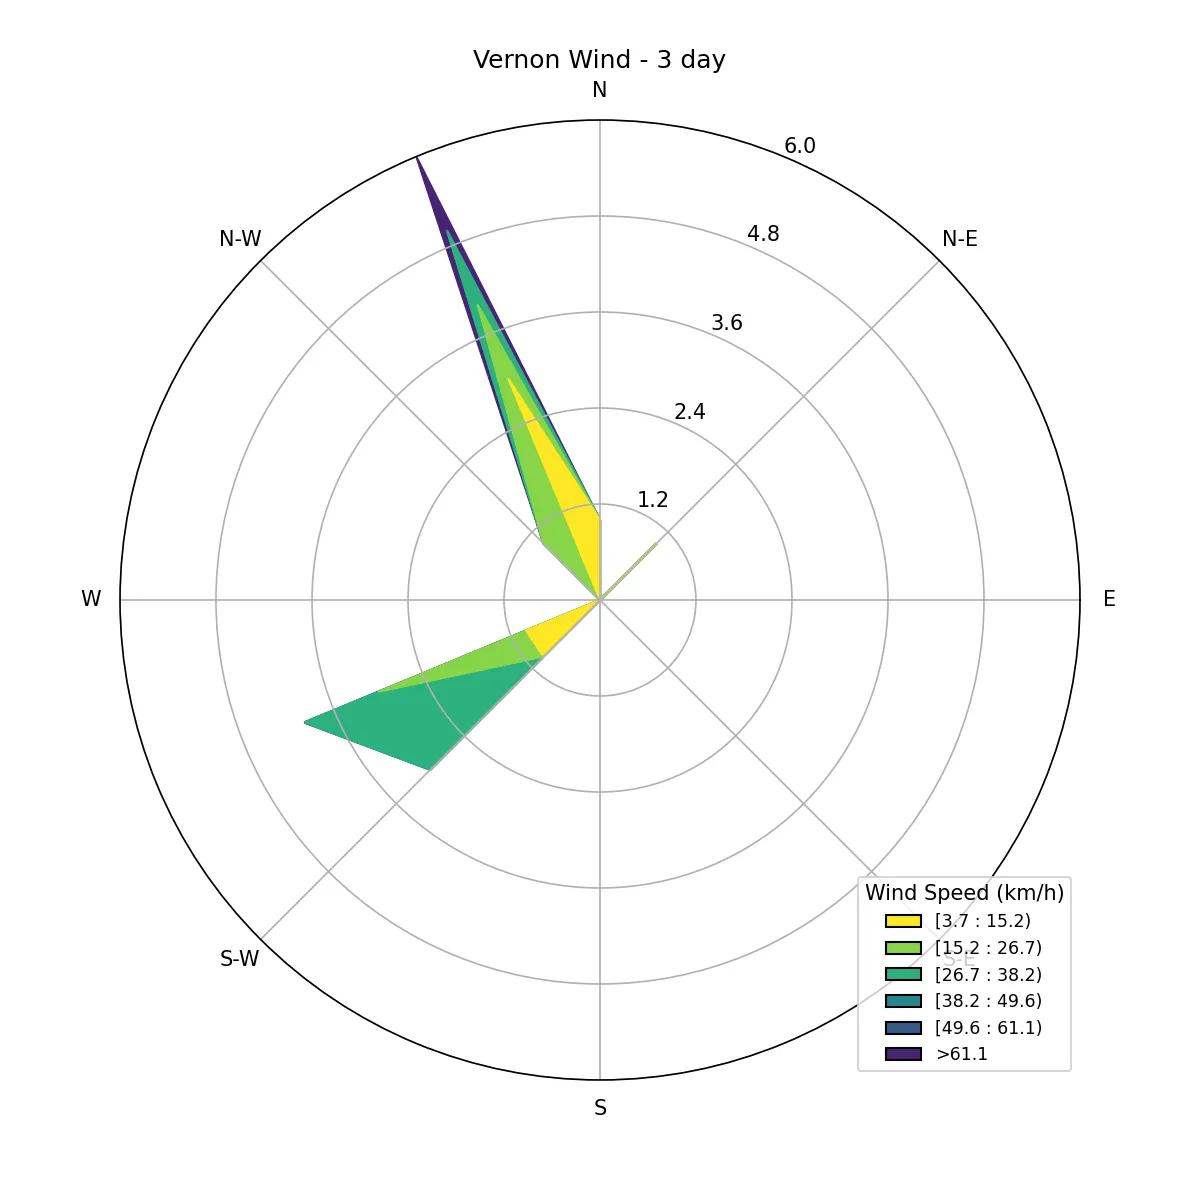 Vernon Wind - 3 day
N
6.0
N-W
4.8
N-E
3.6
2.4
1.2
W
E
S-W
S-E
S
Wind Speed (km/h)
[3.7 : 15.2)
[15.2 : 26.7)
[26.7 : 38.2)
[38.2 : 49.6)
[49.6 : 61.1)
>61.1